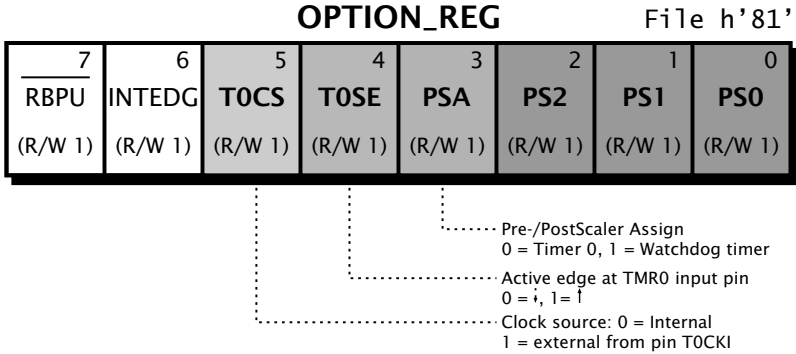 OPTION_REG File h'81'
7 6 5 4 3 2 1 0
RBPU INTEDG T0CS T0SE PSA PS2 PS1 PS0
(R/W 1) (R/W 1) (R/W 1) (R/W 1) (R/W 1) (R/W 1) (R/W 1) (R/W 1)
Pre-/PostScaler Assign
0 = Timer 0, 1 = Watchdog timer
Active edge at TMR0 input pin
0 = ↓, 1= ↑
Clock source: 0 = Internal
1 = external from pin T0CKI